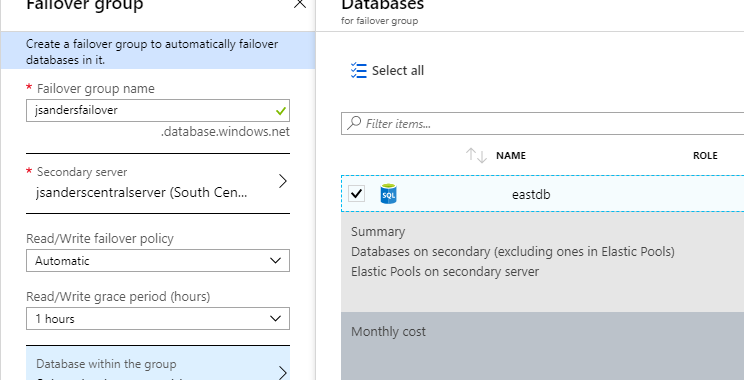 Failover group
Create a failover group to automatically failover
databases in it.
* Failover group name
jsandersfailover
.database.windows.net
* Secondary server
jsanderscentralserver (South Cen...
Read/Write failover policy
Automatic
Read/Write grace period (hours)
1 hours
Database within the group
Databases
for failover group
Select all
Filter items...
NAME
ROLE
SQL
eastdb
Summary
Databases on secondary (excluding ones in Elastic Pools)
Elastic Pools on secondary server
Monthly cost